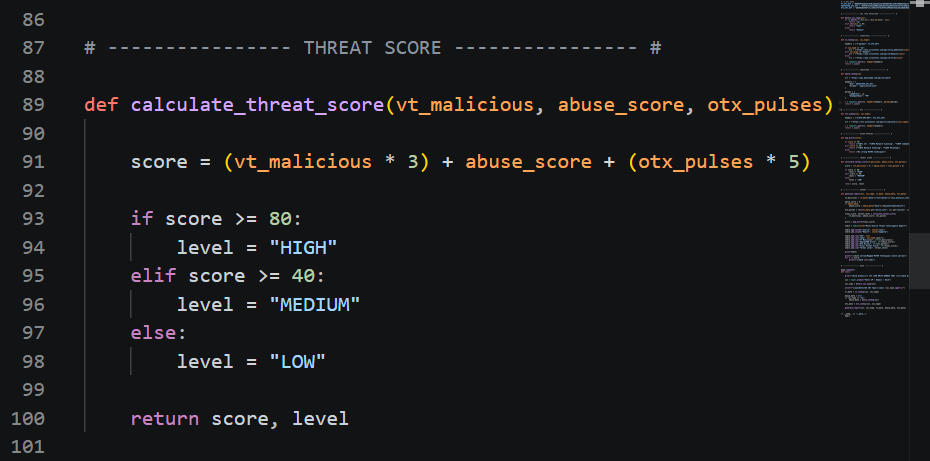 86
87 # ---------------- THREAT SCORE ---------------- #
88
89 def calculate_threat_score(vt_malicious, abuse_score, otx_pulses)
90
91 score = (vt_malicious * 3) + abuse_score + (otx_pulses * 5)
92
93 if score >= 80:
94 level = "HIGH"
95 elif score >= 40:
96 level = "MEDIUM"
97 else:
98 level = "LOW"
99
100 return score, level
101